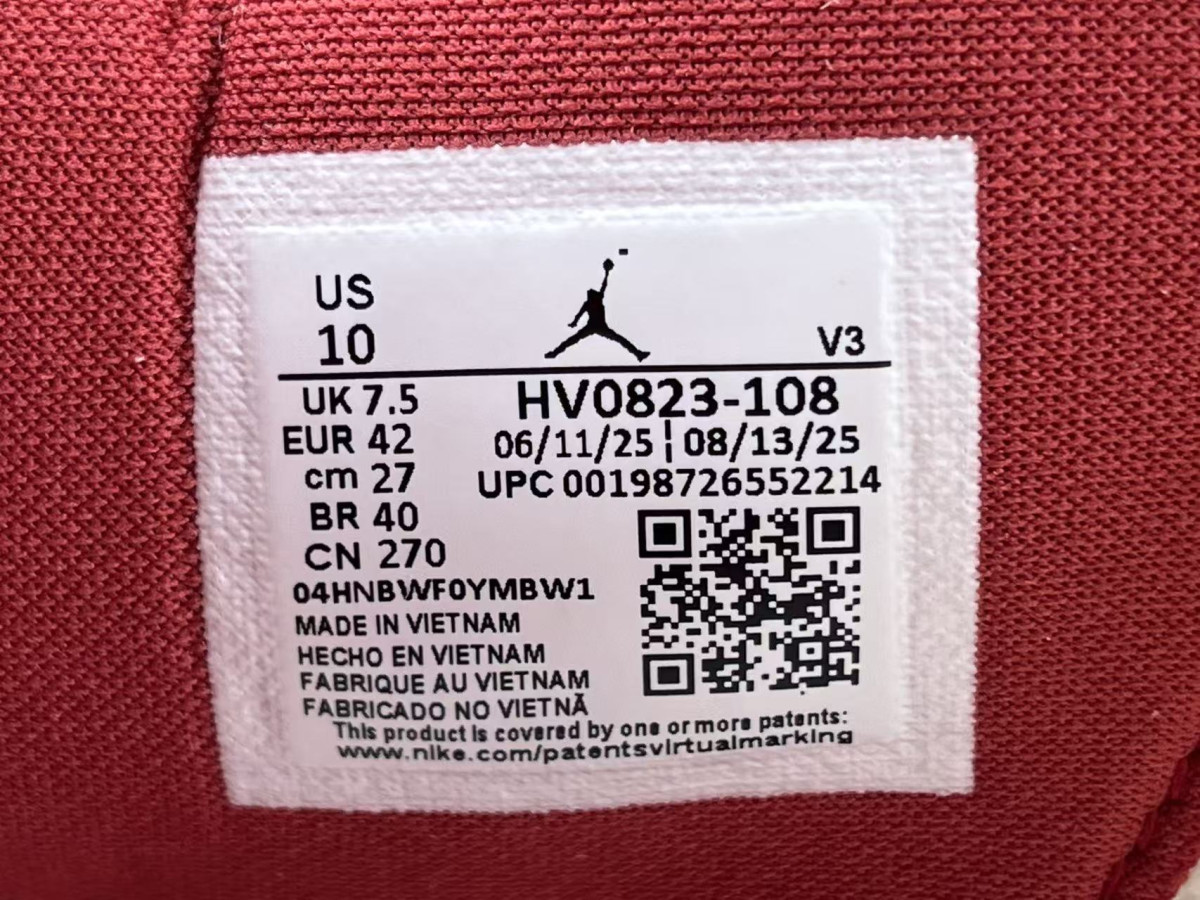 US
10
V3
UK 7.5
HV0823-108
EUR 42
06/11/25 ¦ 08/13/25
cm 27
UPC 00198726552214
BR 40
CN 270
04HNBWF0YMBW1
MADE IN VIETNAM
HECHO EN VIETNAM
FABRIQUE AU VIETNAM
FABRICADO NO VIETNÃ
This product is covered by one or more patents:
www.nike.com/patentsvirtualmarking